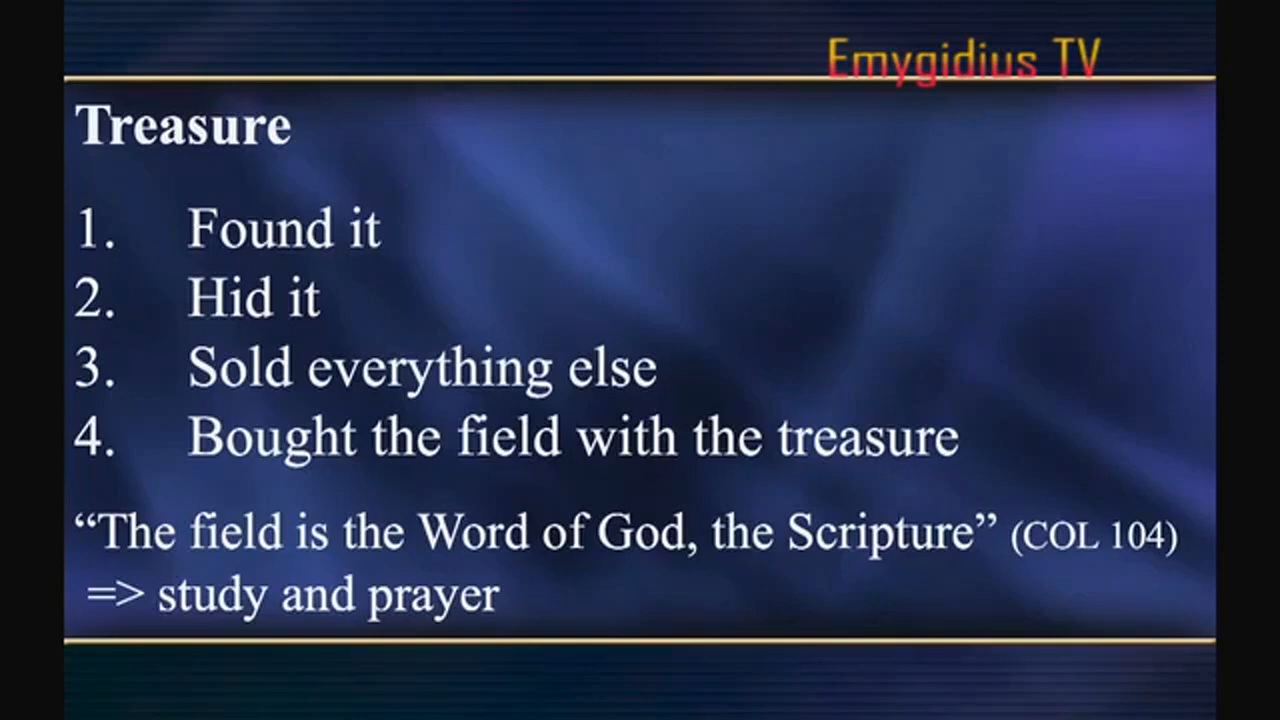 Emygidius TV
Treasure
1. Found it
2. Hid it
3. Sold everything else
4. Bought the field with the treasure
“The field is the Word of God, the Scripture” (COL 104)
=> study and prayer